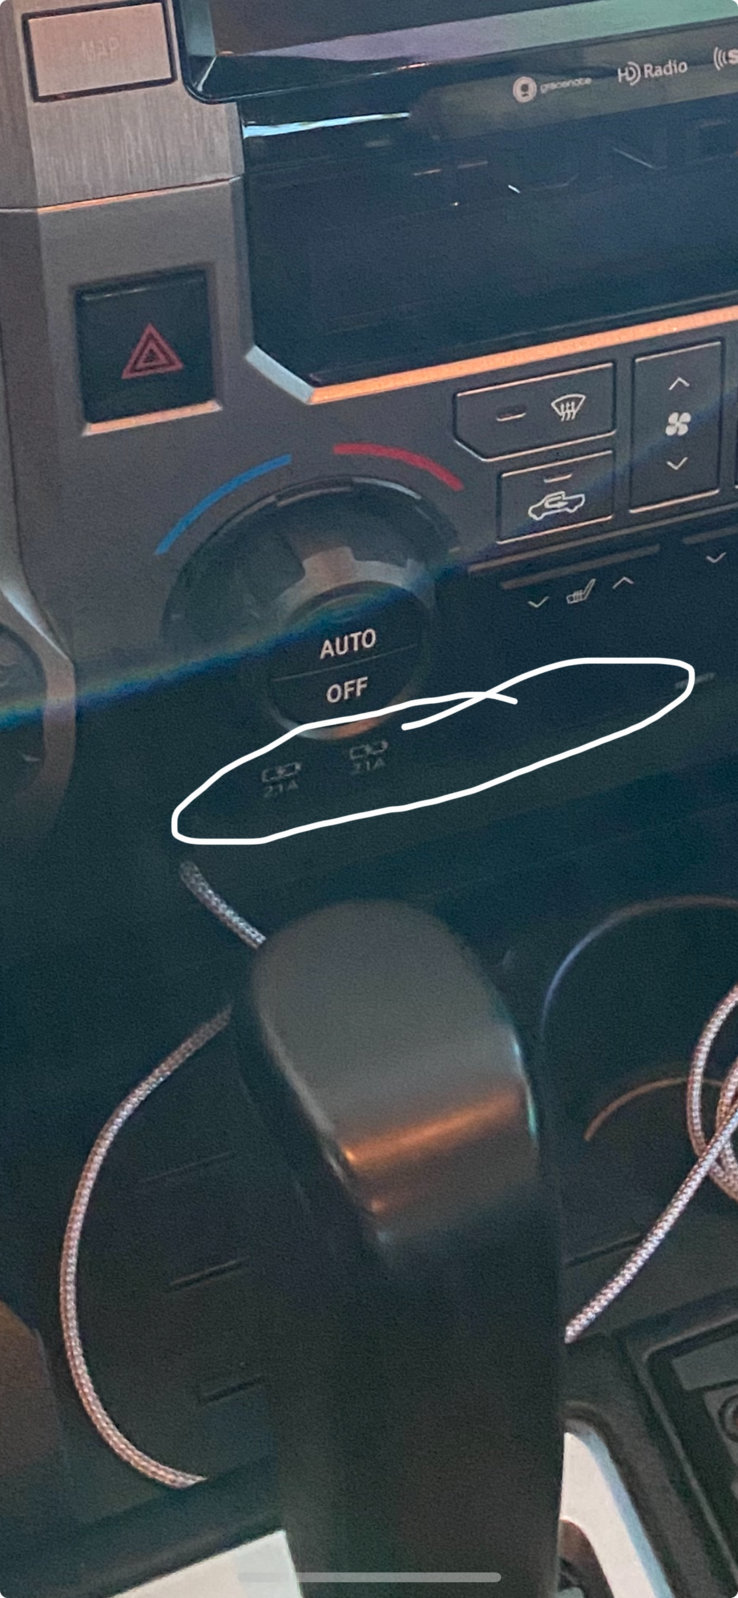 MAP
gracenote
HD Radio
AUTO
OFF
2.1A 2.1A